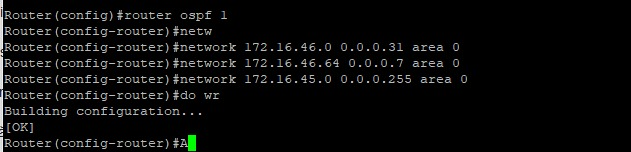 Router(config)#router ospf 1
Router(config-router)#netw
Router(config-router)#network 172.16.46.0 0.0.0.31 area 0
Router(config-router)#network 172.16.46.64 0.0.0.7 area 0
Router(config-router)#network 172.16.45.0 0.0.0.255 area 0
Router(config-router)#do wr
Building configuration...
[OK]
Router(config-router)#A